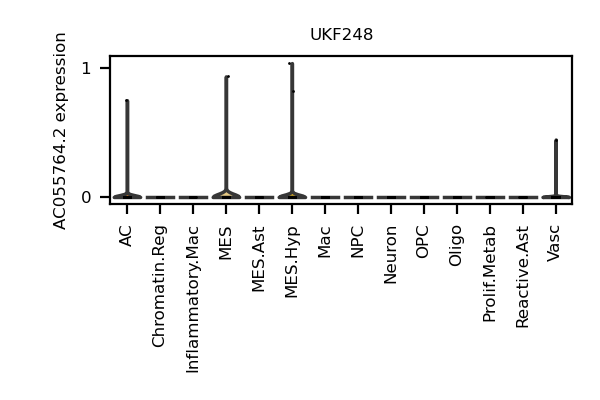 UKF248
AC055764.2 expression
1
0
AC
Chromatin.Reg
Inflammatory.Mac
MES
MES.Ast
MES.Hyp
Mac
NPC
Neuron
OPC
Oligo
Prolif.Metab
Reactive.Ast
Vasc